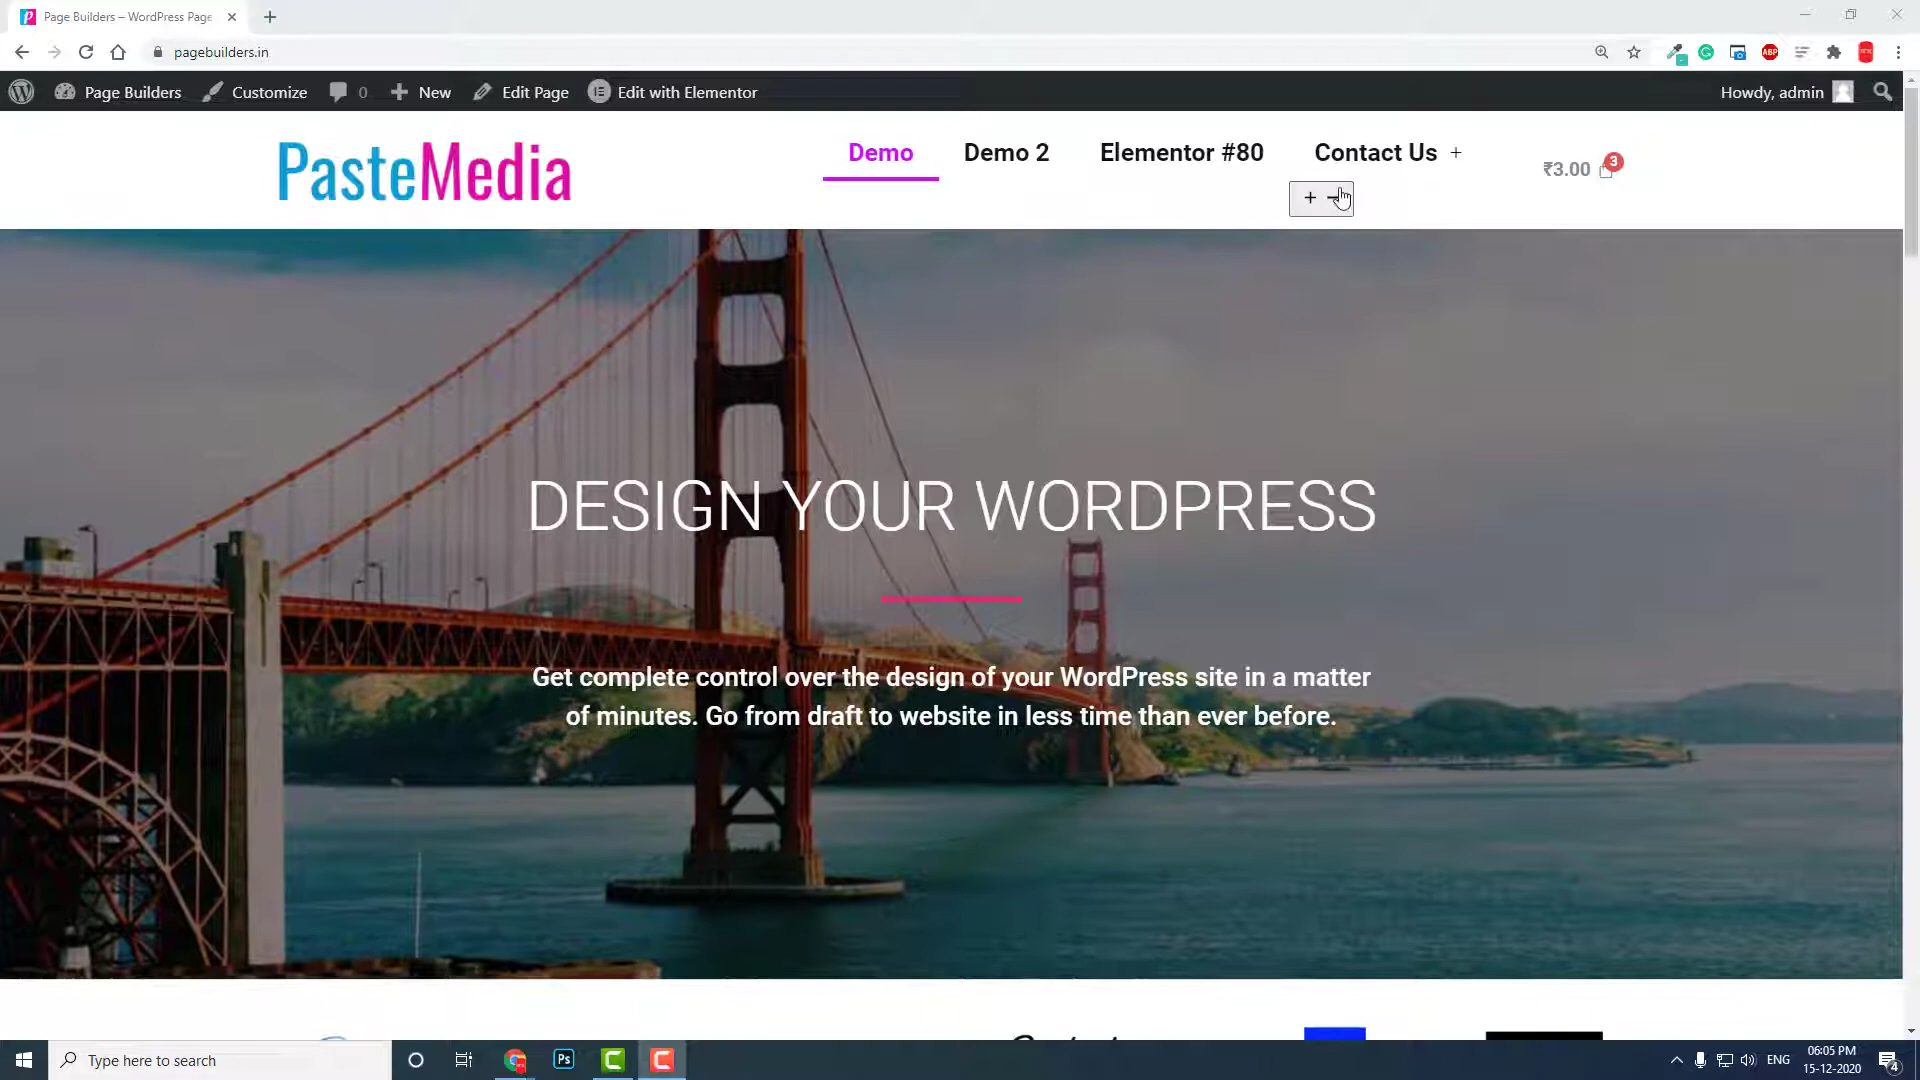 Page Builders – WordPress Page
pagebuilders.in
ABP
Page Builders
Customize
0
New
Edit Page
Edit with Elementor
Howdy, admin
PasteMedia
Demo
Demo 2
Elementor #80
Contact Us +
+ −
₹3.00
3
DESIGN YOUR WORDPRESS
Get complete control over the design of your WordPress site in a matter
of minutes. Go from draft to website in less time than ever before.
Type here to search
Ps
ENG
06:05 PM
15-12-2020
4